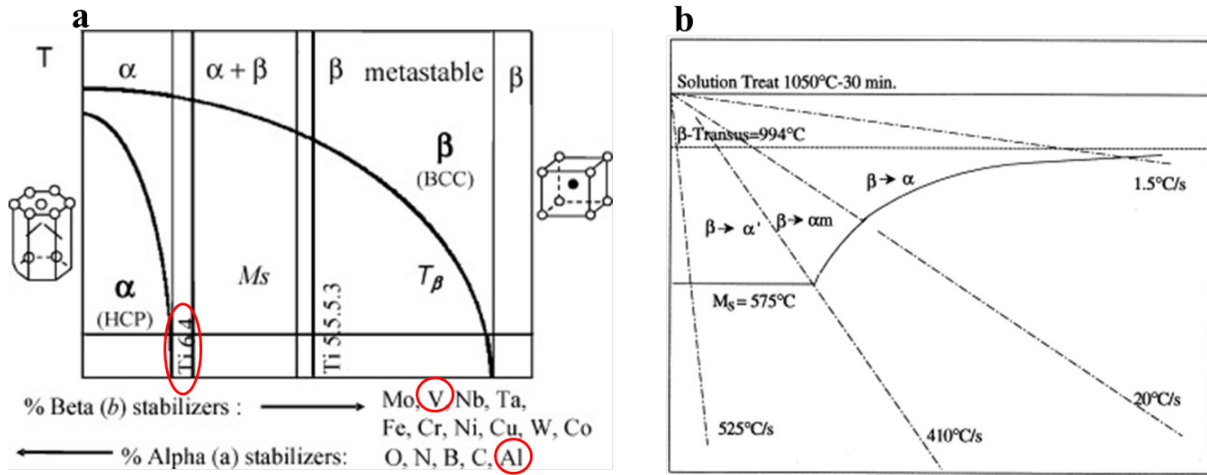 a
T
α
α + β
β
metastable
β
β
(BCC)
α
(HCP)
Ms
Tβ
Ti 6.4
Ti 5.5.5.3
% Beta (b) stabilizers :
Mo, V, Nb, Ta,
Fe, Cr, Ni, Cu, W, Co
% Alpha (a) stabilizers:
O, N, B, C, Al
b
Solution Treat 1050°C-30 min.
β-Transus=994°C
β→ α
1.5°C/s
β→ αm
β→ α'
Ms = 575°C
20°C/s
525°C/s
410°C/s